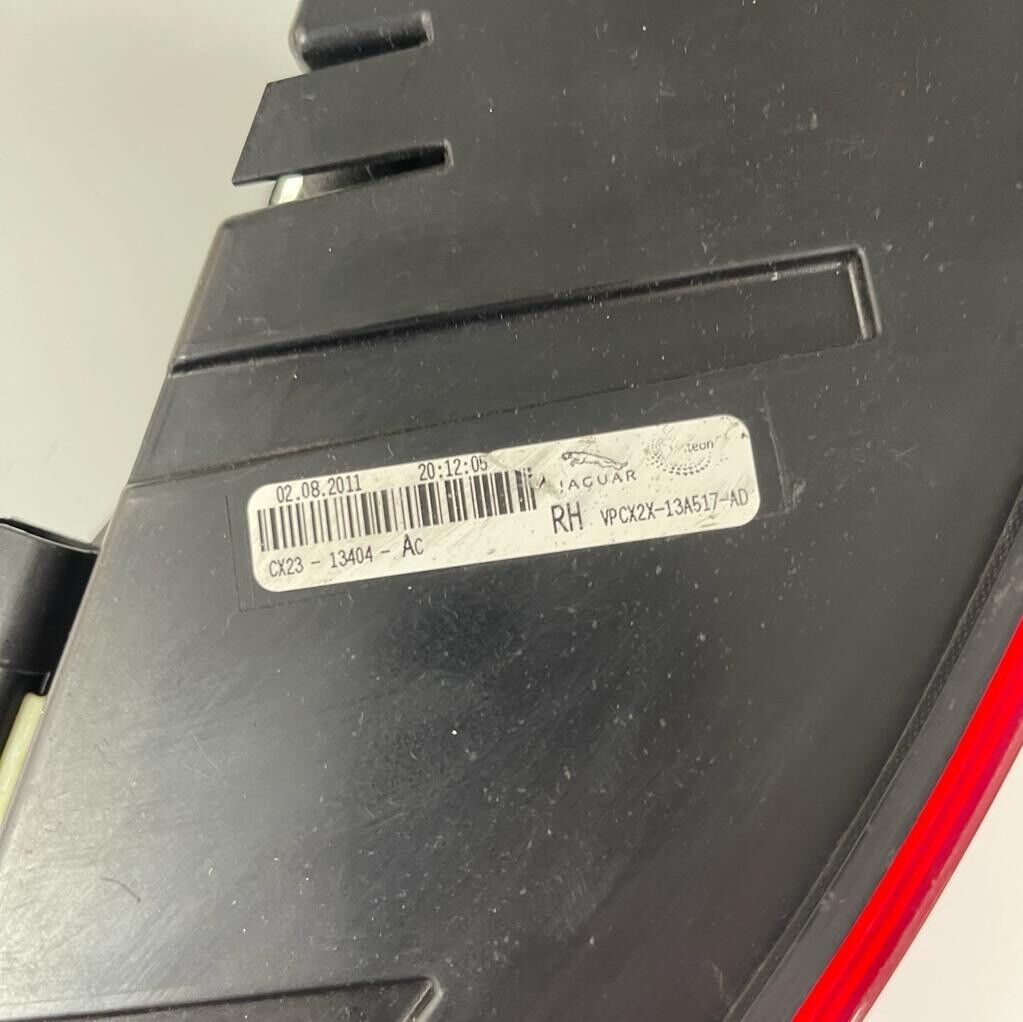 02.08.2011 20:12:05
JAGUAR
CX23 - 13404 - AC
RH VPCX2X-13A517-AD